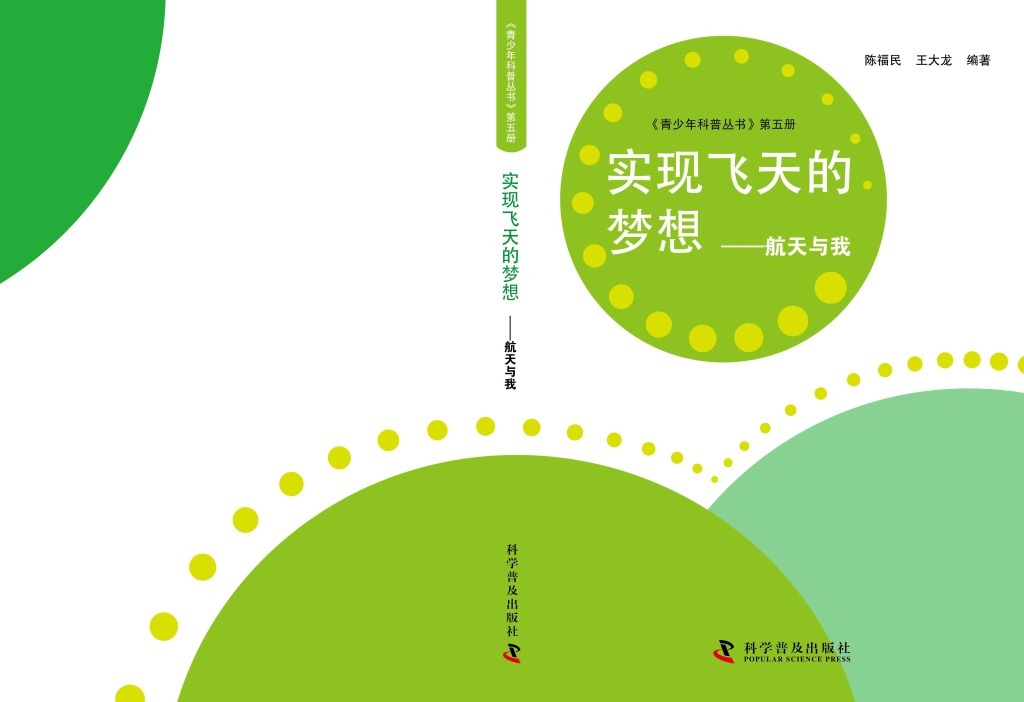 《青少年科普丛书》第五册
实现飞天的梦想
——航天与我
科学普及出版社
陈福民 王大龙 编著
《青少年科普丛书》第五册
实现飞天的
梦想 ——航天与我
科学普及出版社
POPULAR SCIENCE PRESS